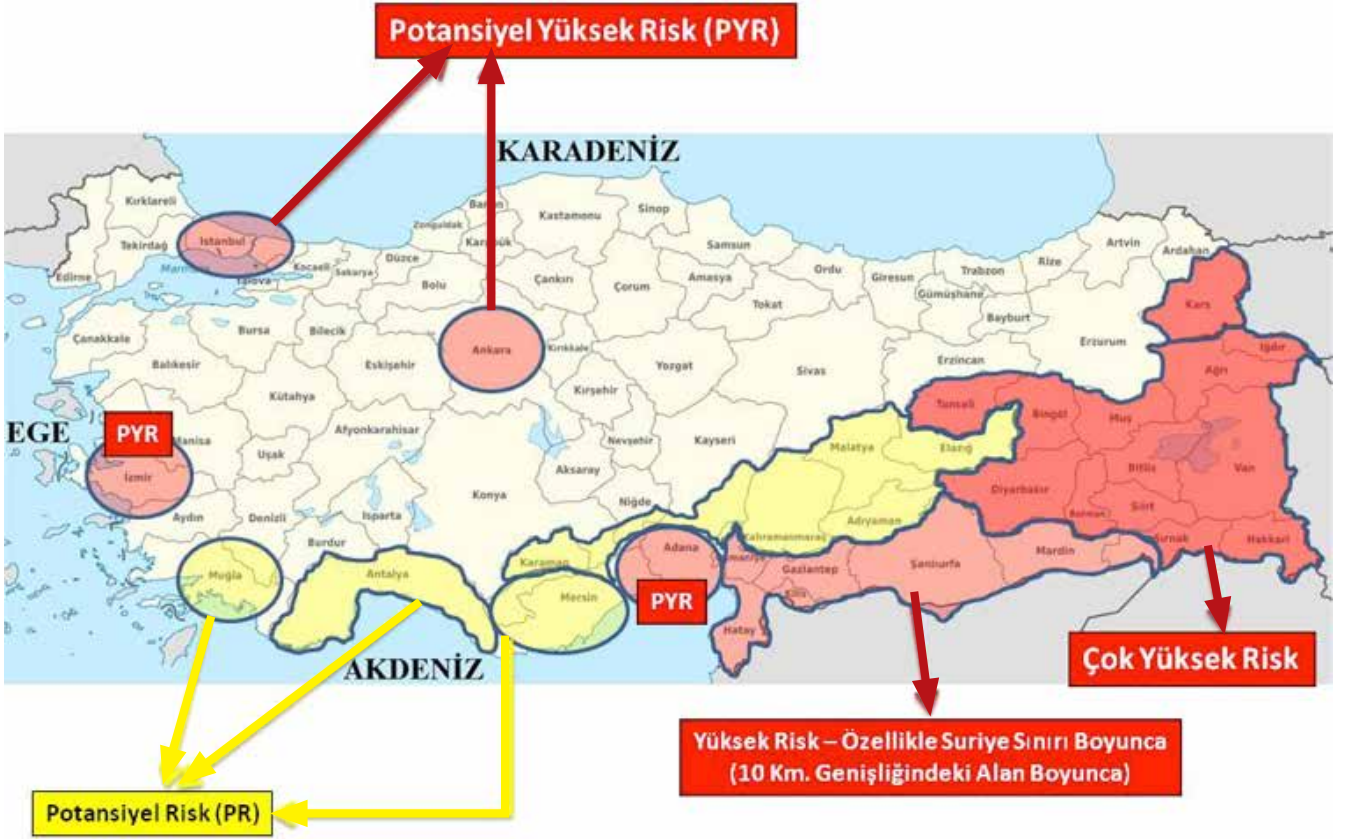 Potansiyel Yüksek Risk (PYR)
KARADENİZ
Kırklareli
Tekirdağ
Edirne
İstanbul
Kocaeli
Sakarya
Düzce
Zonguldak
Karabük
Kastamonu
Sinop
Samsun
Ordu
Giresun
Trabzon
Rize
Artvin
Ardahan
Kars
Iğdır
Ağrı
Erzurum
Bayburt
Gümüşhane
Erzincan
Tokat
Amasya
Çorum
Çankırı
Bolu
Çanakkale
Balıkesir
Bursa
Bilecik
Eskişehir
Ankara
Kırıkkale
Yozgat
Sivas
Kırşehir
Kütahya
EGE
PYR
Manisa
İzmir
Uşak
Afyonkarahisar
Konya
Aksaray
Nevşehir
Kayseri
Niğde
Malatya
Elazığ
Tunceli
Bingöl
Muş
Bitlis
Van
Diyarbakır
Batman
Siirt
Şırnak
Hakkari
Aydın
Denizli
Isparta
Burdur
Muğla
Antalya
Karaman
Mersin
Adana
PYR
Kahramanmaraş
Adıyaman
Gaziantep
Kilis
Şanlıurfa
Mardin
Hatay
AKDENİZ
Çok Yüksek Risk
Yüksek Risk – Özellikle Suriye Sınırı Boyunca
(10 Km. Genişliğindeki Alan Boyunca)
Potansiyel Risk (PR)